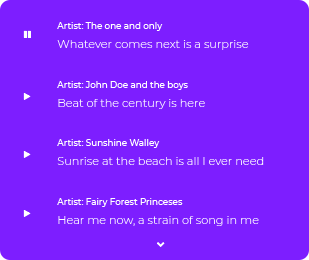 Artist: The one and only
Whatever comes next is a surprise
Artist: John Doe and the boys
Beat of the century is here
Artist: Sunshine Walley
Sunrise at the beach is all I ever need
Artist: Fairy Forest Princeses
Hear me now, a strain of song in me